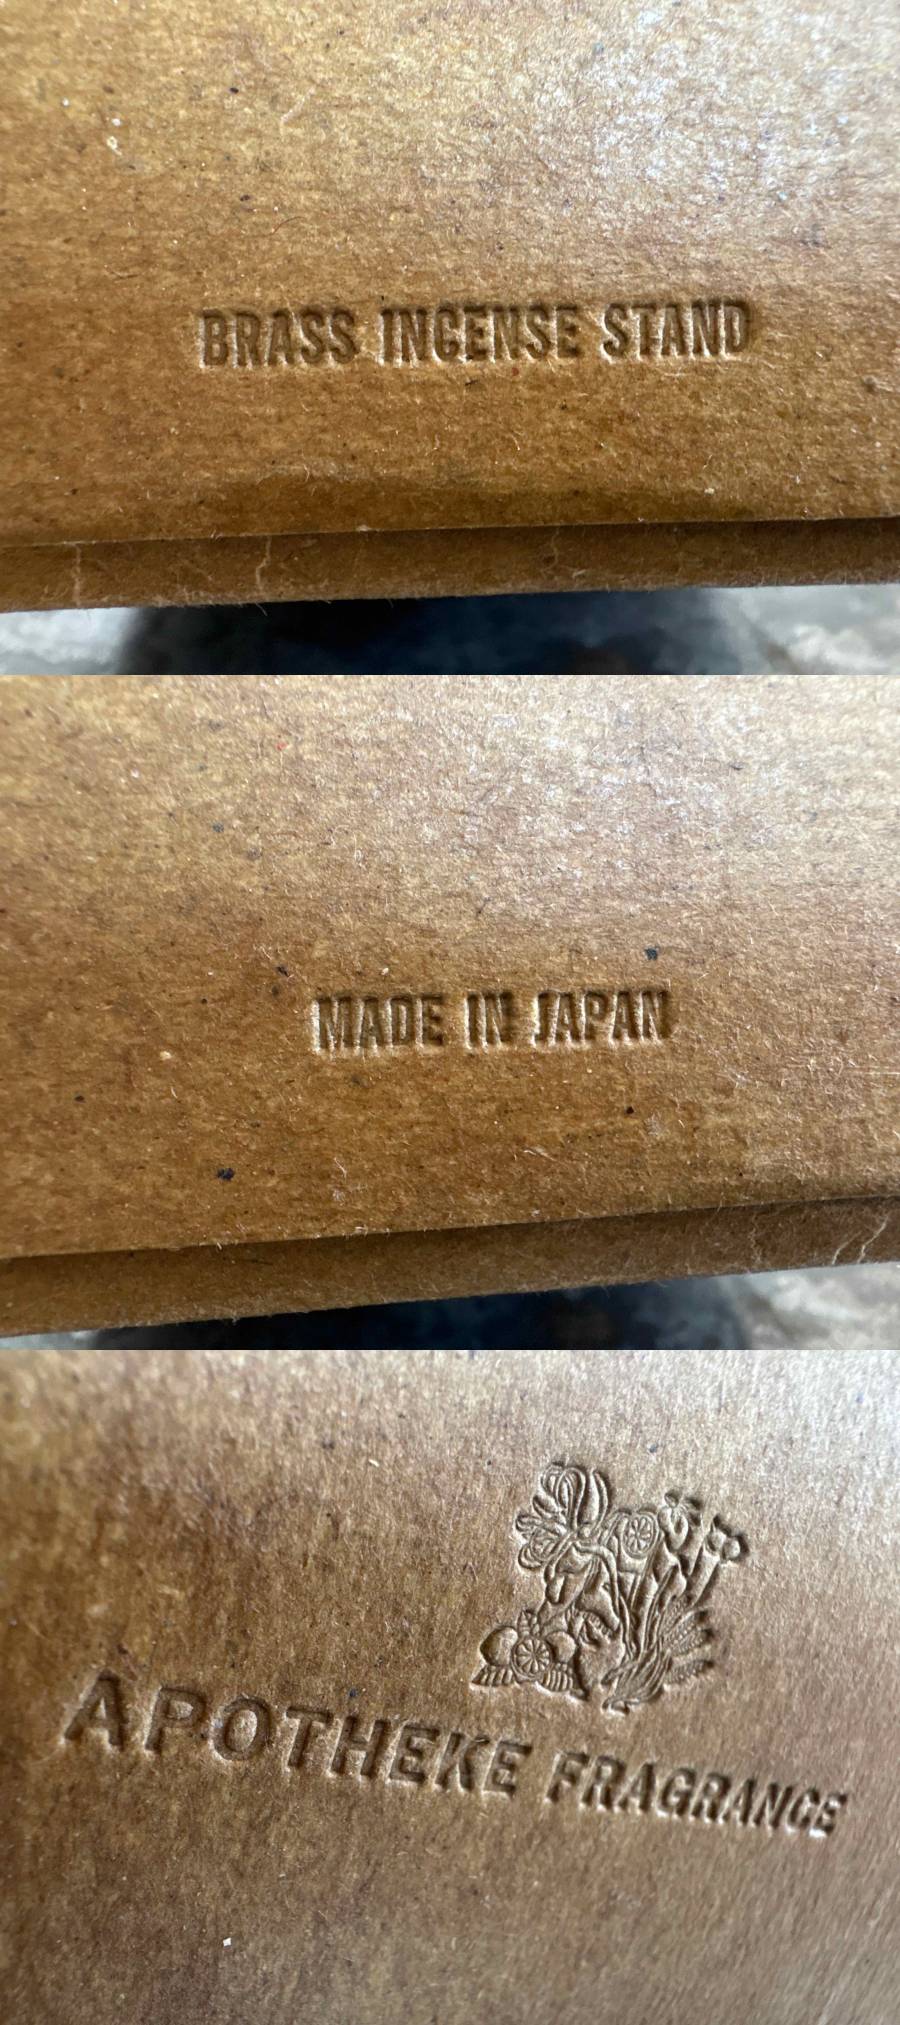 BRASS INCENSE STAND
MADE IN JAPAN
APOTHEKE FRAGRANCE